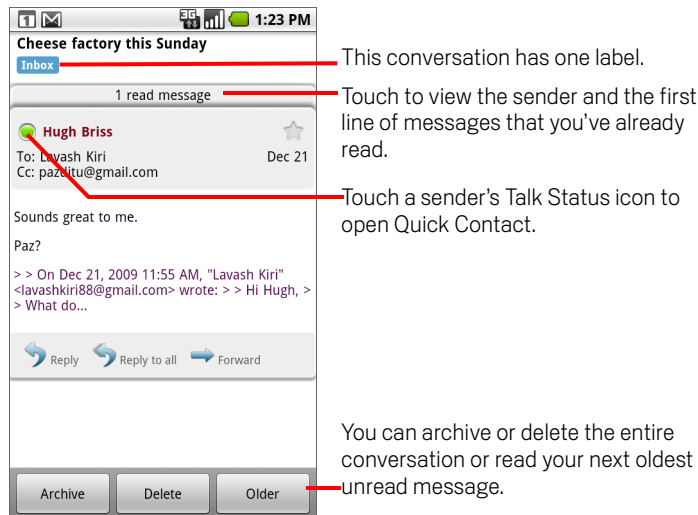 1 3G 1:23 PM
Cheese factory this Sunday
Inbox
This conversation has one label.
1 read message
Touch to view the sender and the first
line of messages that you've already
read.
Hugh Briss
To: Lavash Kiri Dec 21
Cc: pazditu@gmail.com
Touch a sender's Talk Status icon to
open Quick Contact.
Sounds great to me.
Paz?
> > On Dec 21, 2009 11:55 AM, "Lavash Kiri"
<lavashkiri88@gmail.com> wrote: > > Hi Hugh, >
> What do...
Reply Reply to all Forward
You can archive or delete the entire
conversation or read your next oldest
unread message.
Archive Delete Older